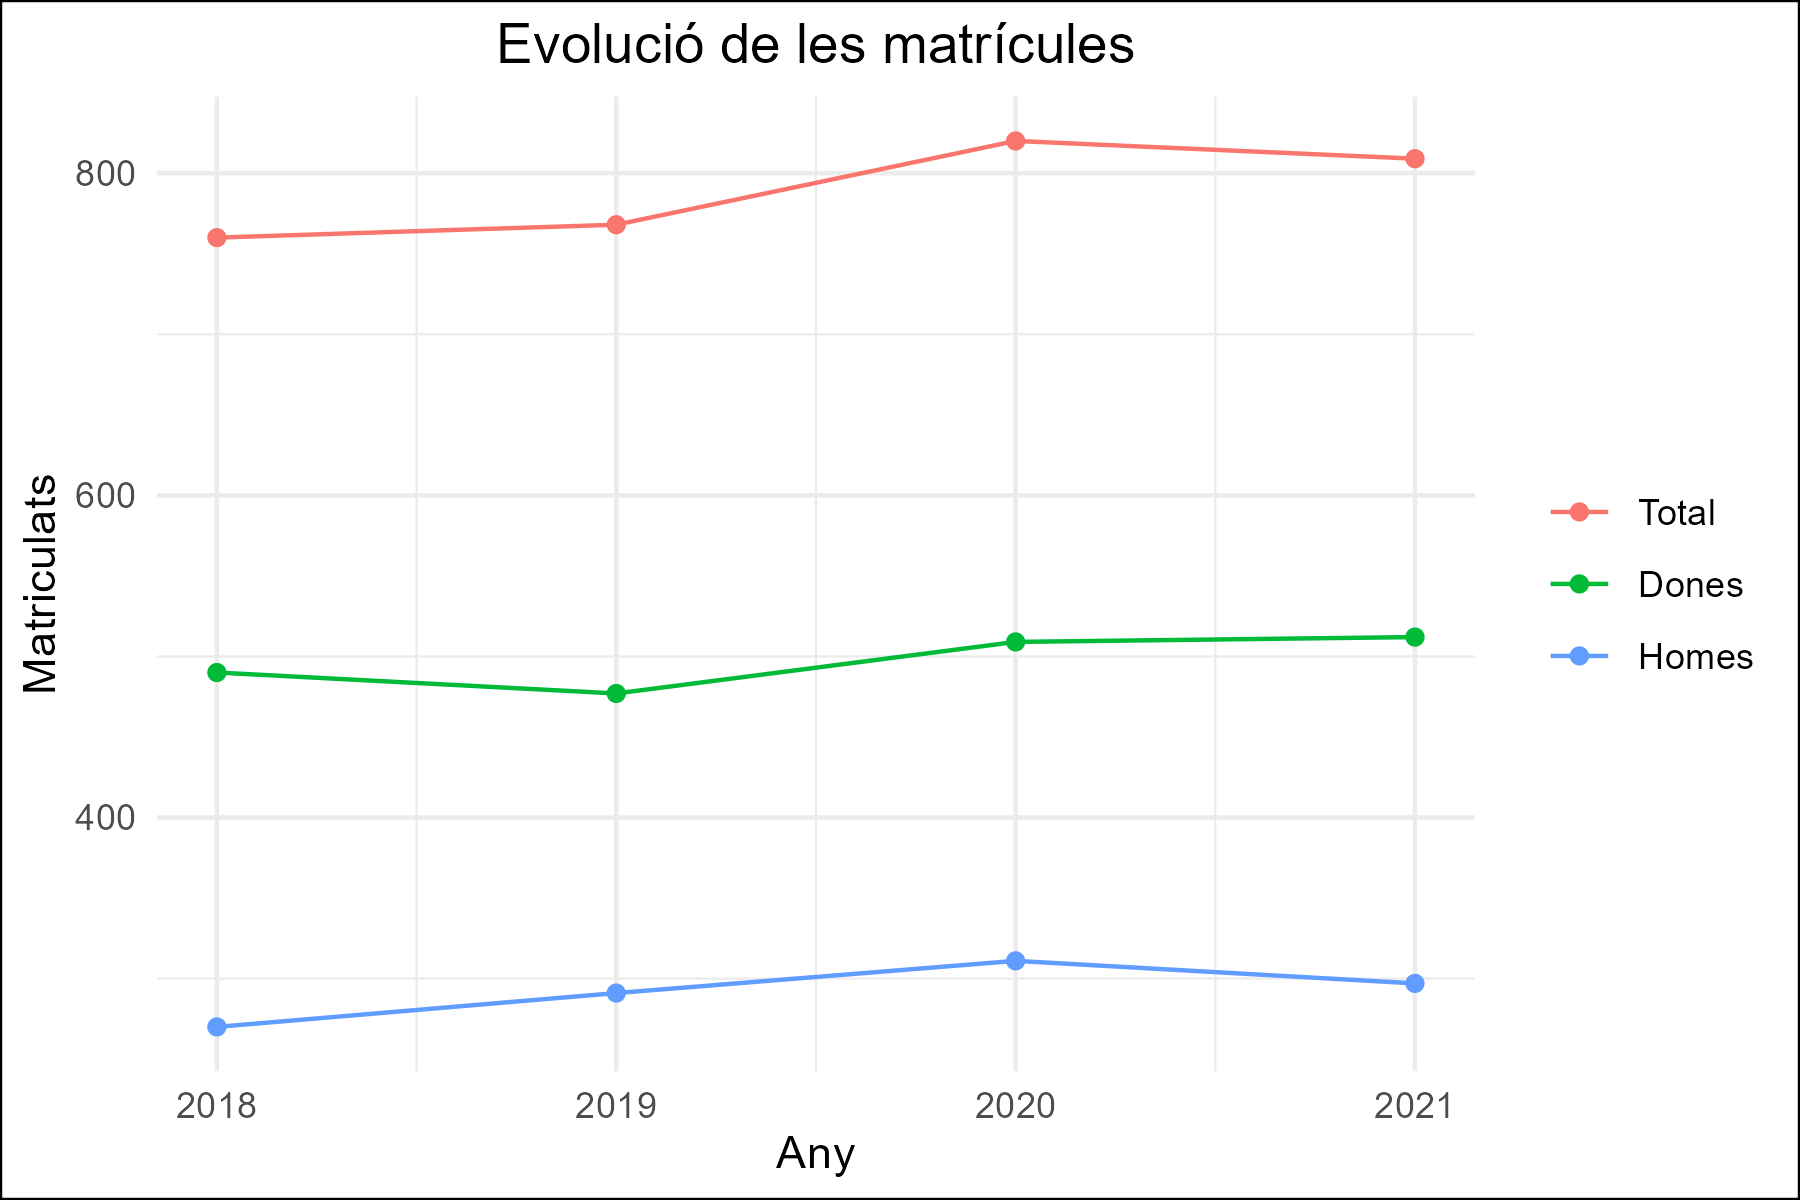 Evolució de les matrícules
800
600
400
Matriculats
2018
2019
2020
2021
Any
Total
Dones
Homes